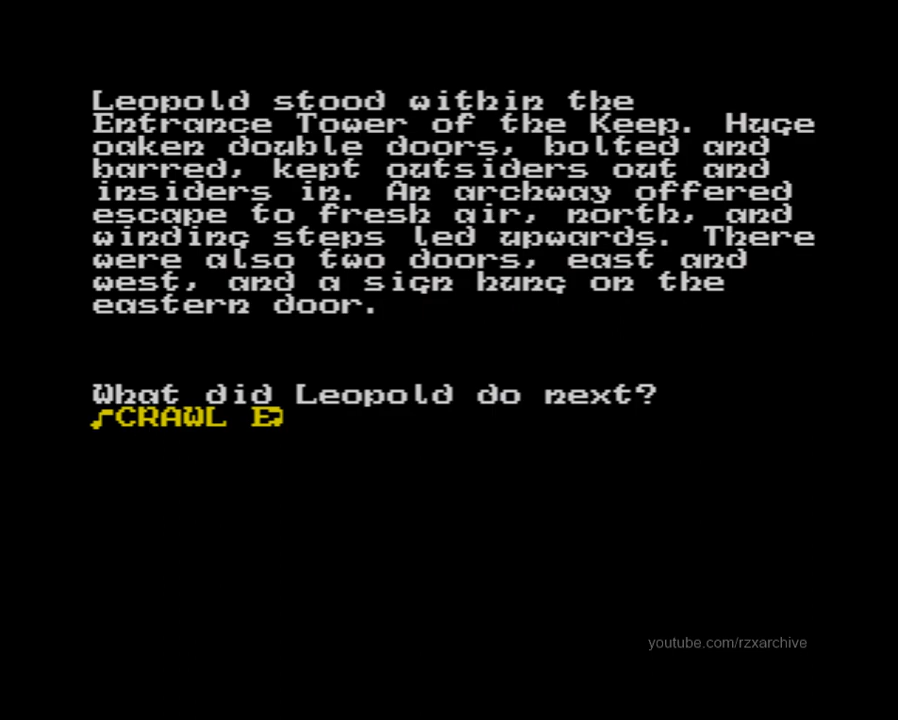 Leopold stood within the
Entrance Tower of the Keep. Huge
oaken double doors, bolted and
barred, kept outsiders out and
insiders in. An archway offered
escape to fresh air, north, and
winding steps led upwards. There
were also two doors, east and
west, and a sign hung on the
eastern door.
What did Leopold do next?
CRAWL E
youtube.com/rzxarchive